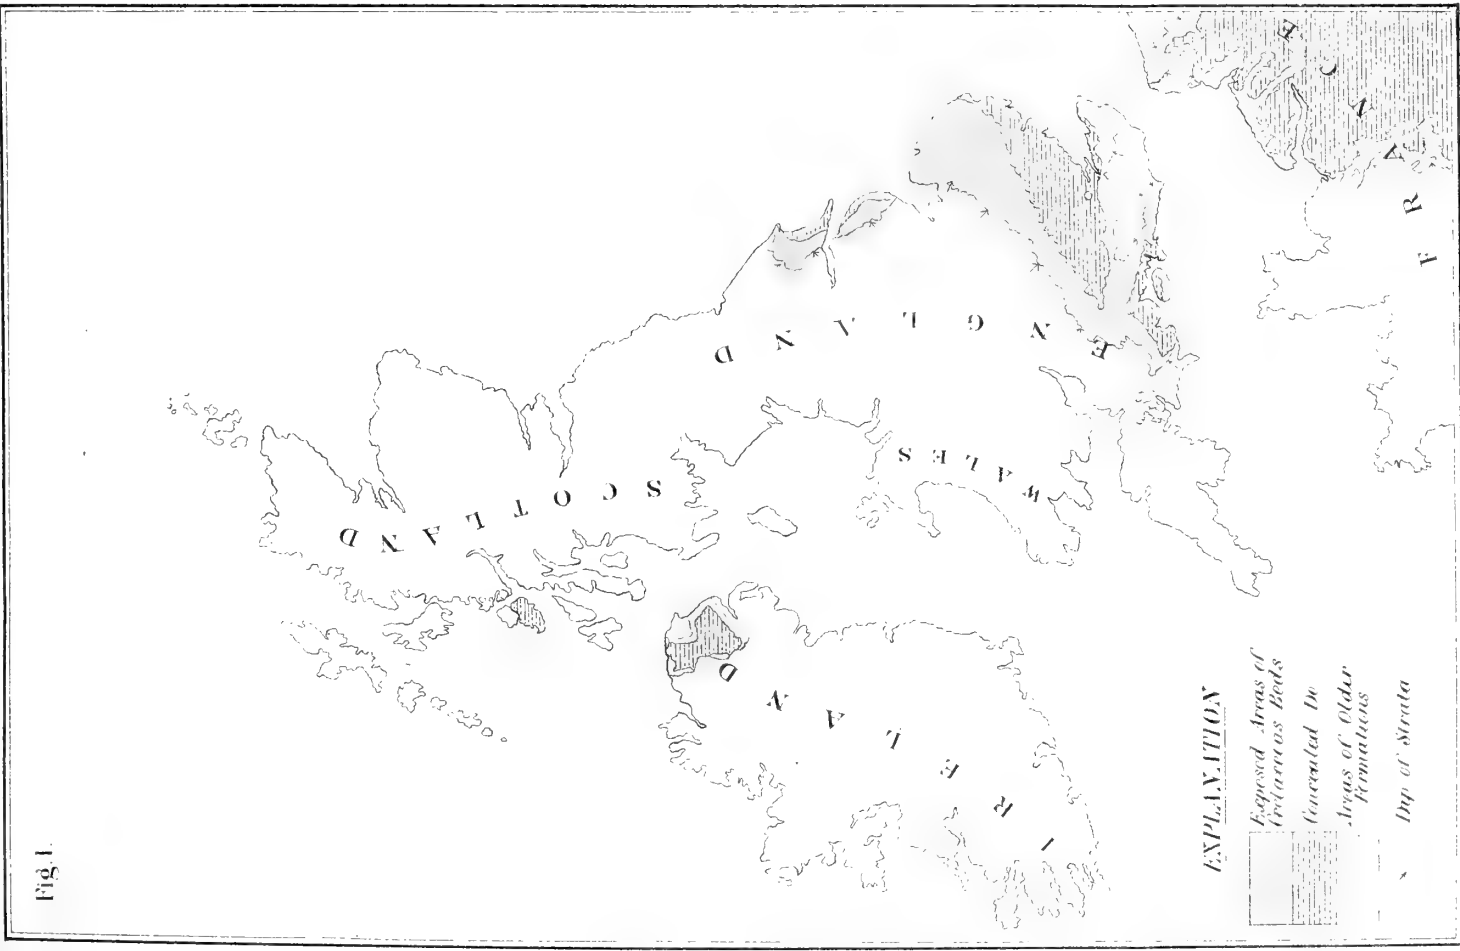 Fig. 1.
SCOTLAND
ENGLAND
WALES
IRELAND
FRANCE
EXPLANATION
Exposed Areas of
Cretaceous Beds
Concealed Do
Areas of Older
Formations
Dip of Strata